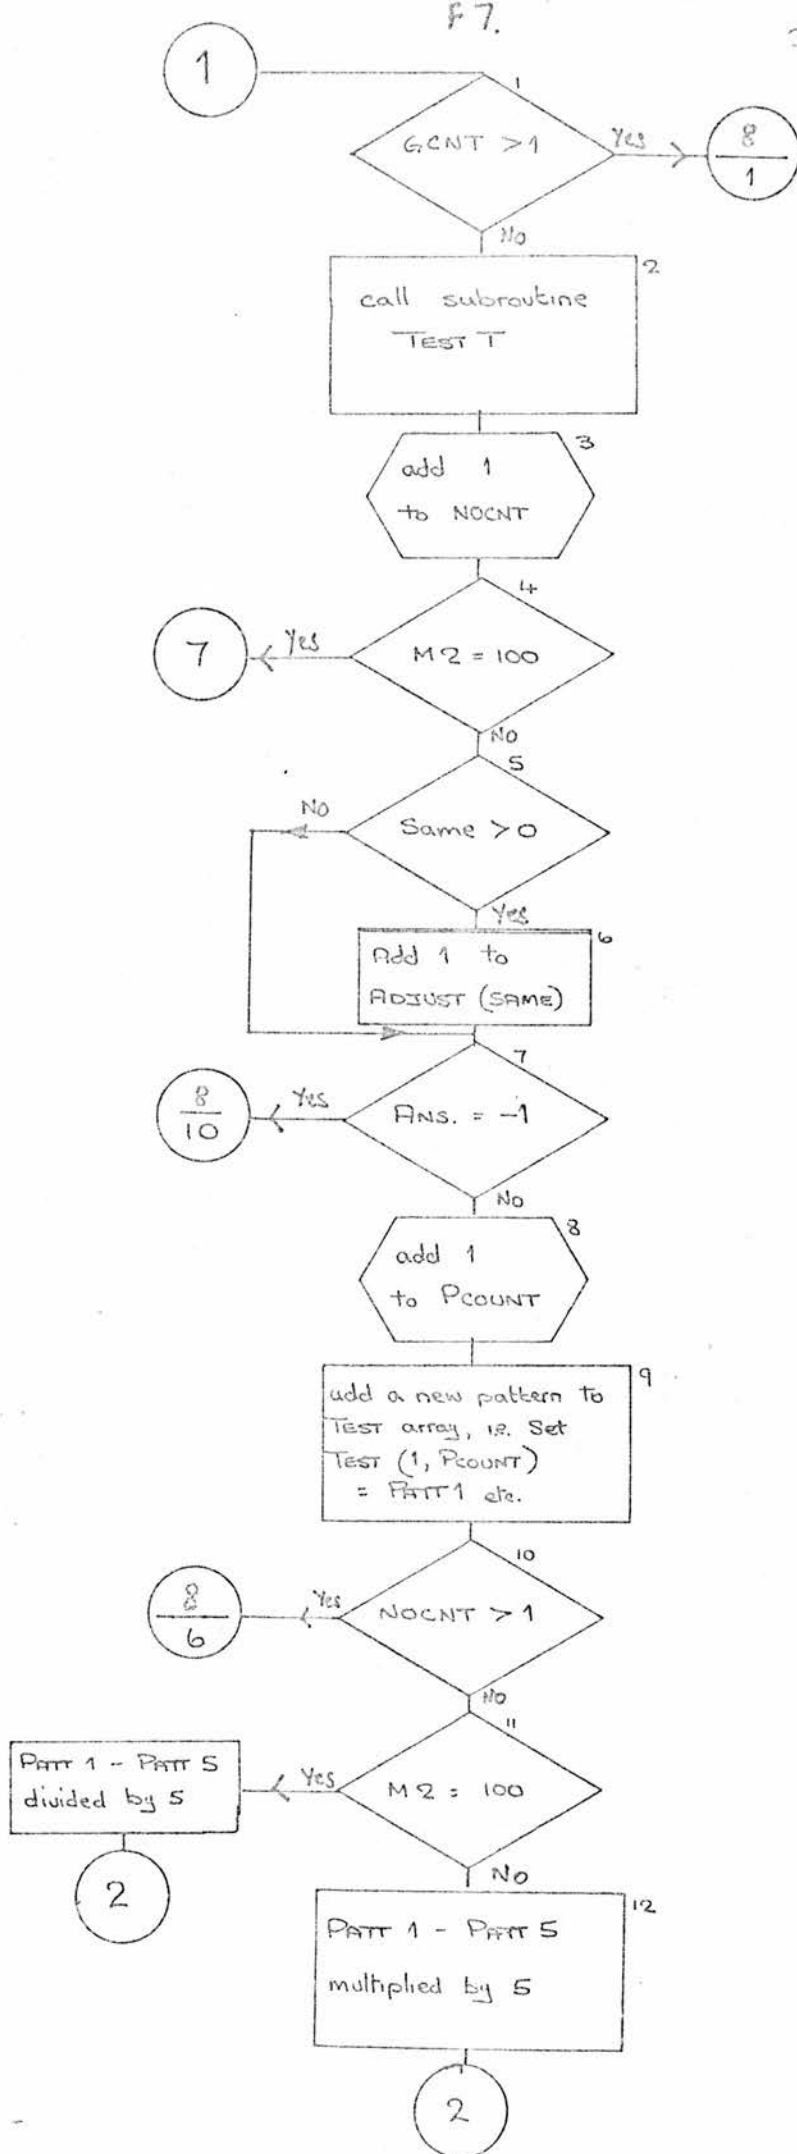 F7.
1
1
GCNT > 1
Yes
8
1
No
2
call subroutine
TEST T
3
add 1
to NOCNT
4
7
Yes
M2 = 100
NO
5
NO
Same > 0
Yes
6
Add 1 to
ADJUST (SAME)
7
8
10
Yes
ANS. = -1
NO
8
add 1
to PCOUNT
9
add a new pattern to
TEST array, i.e. Set
TEST (1, PCOUNT)
= PATT 1 etc.
10
8
6
Yes
NOCNT > 1
NO
11
PATT 1 - PATT 5
divided by 5
Yes
M2 = 100
2
No
12
PATT 1 - PATT 5
multiplied by 5
2